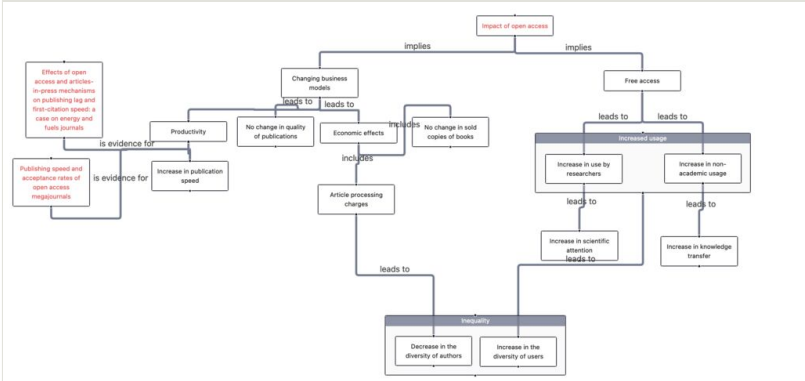 Impact of open access
implies
implies
Effects of open
access and articles-
in-press mechanisms
on publishing lag and
first-citation speed: a
case on energy and
fuels journals
Changing business
models
Free access
leads to
leads to
leads to
leads to
Productivity
No change in quality
of publications
Economic effects
includes
No change in sold
copies of books
Increased usage
is evidence for
Publishing speed and
acceptance rates of
open access
megajournals
is evidence for
Increase in publication
speed
includes
Increase in use by
researchers
Increase in non-
academic usage
Article processing
charges
leads to
leads to
Increase in scientific
attention
Increase in knowledge
transfer
leads to
leads to
Inequality
Decrease in the
diversity of authors
Increase in the
diversity of users